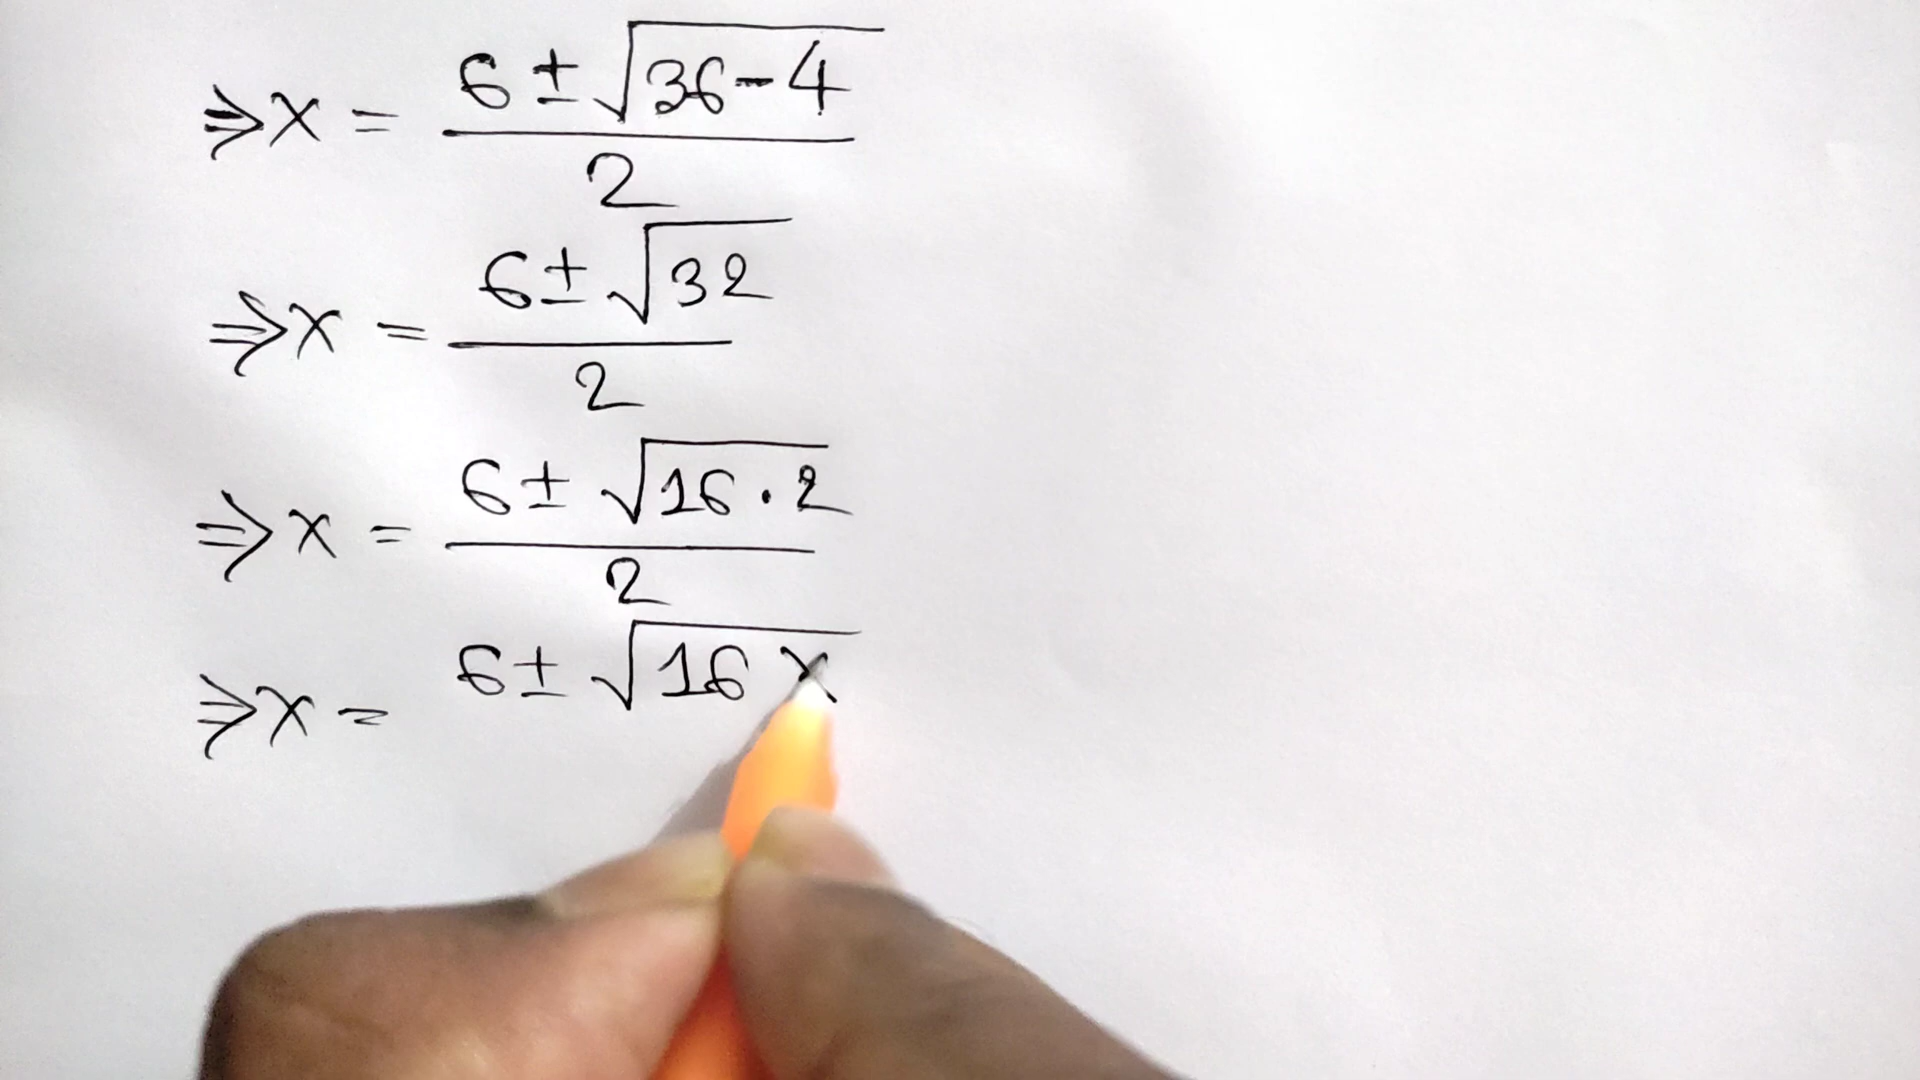 ⇒ x = (6 ± √(36 - 4)) / 2
⇒ x = (6 ± √32) / 2
⇒ x = (6 ± √(16 · 2)) / 2
⇒ x = 6 ± √(16 ×